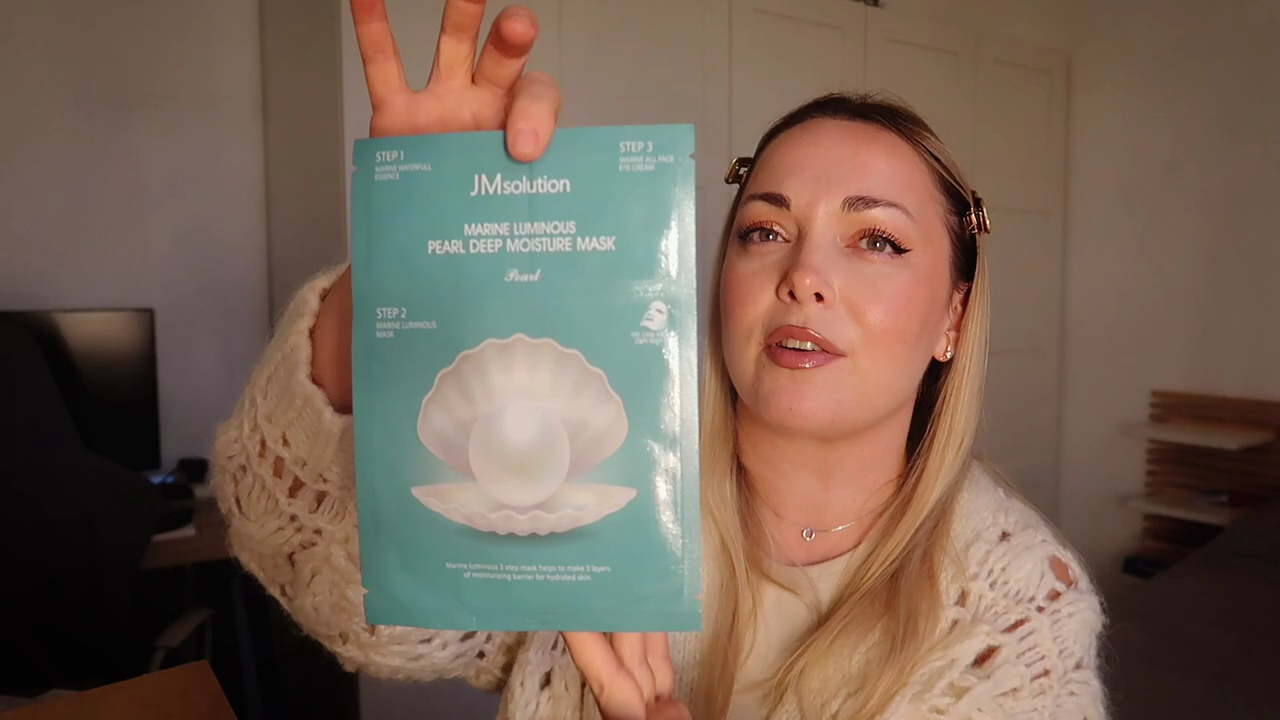 STEP 1
MARINE WATERFULL
ESSENCE
STEP 3
MARINE ALL FACE
EYE CREAM
JMsolution
MARINE LUMINOUS
PEARL DEEP MOISTURE MASK
Pearl
STEP 2
MARINE LUMINOUS
MASK
Marine luminous 3 step mask helps to make 3 layers
of moisturizing barrier for hydrated skin.